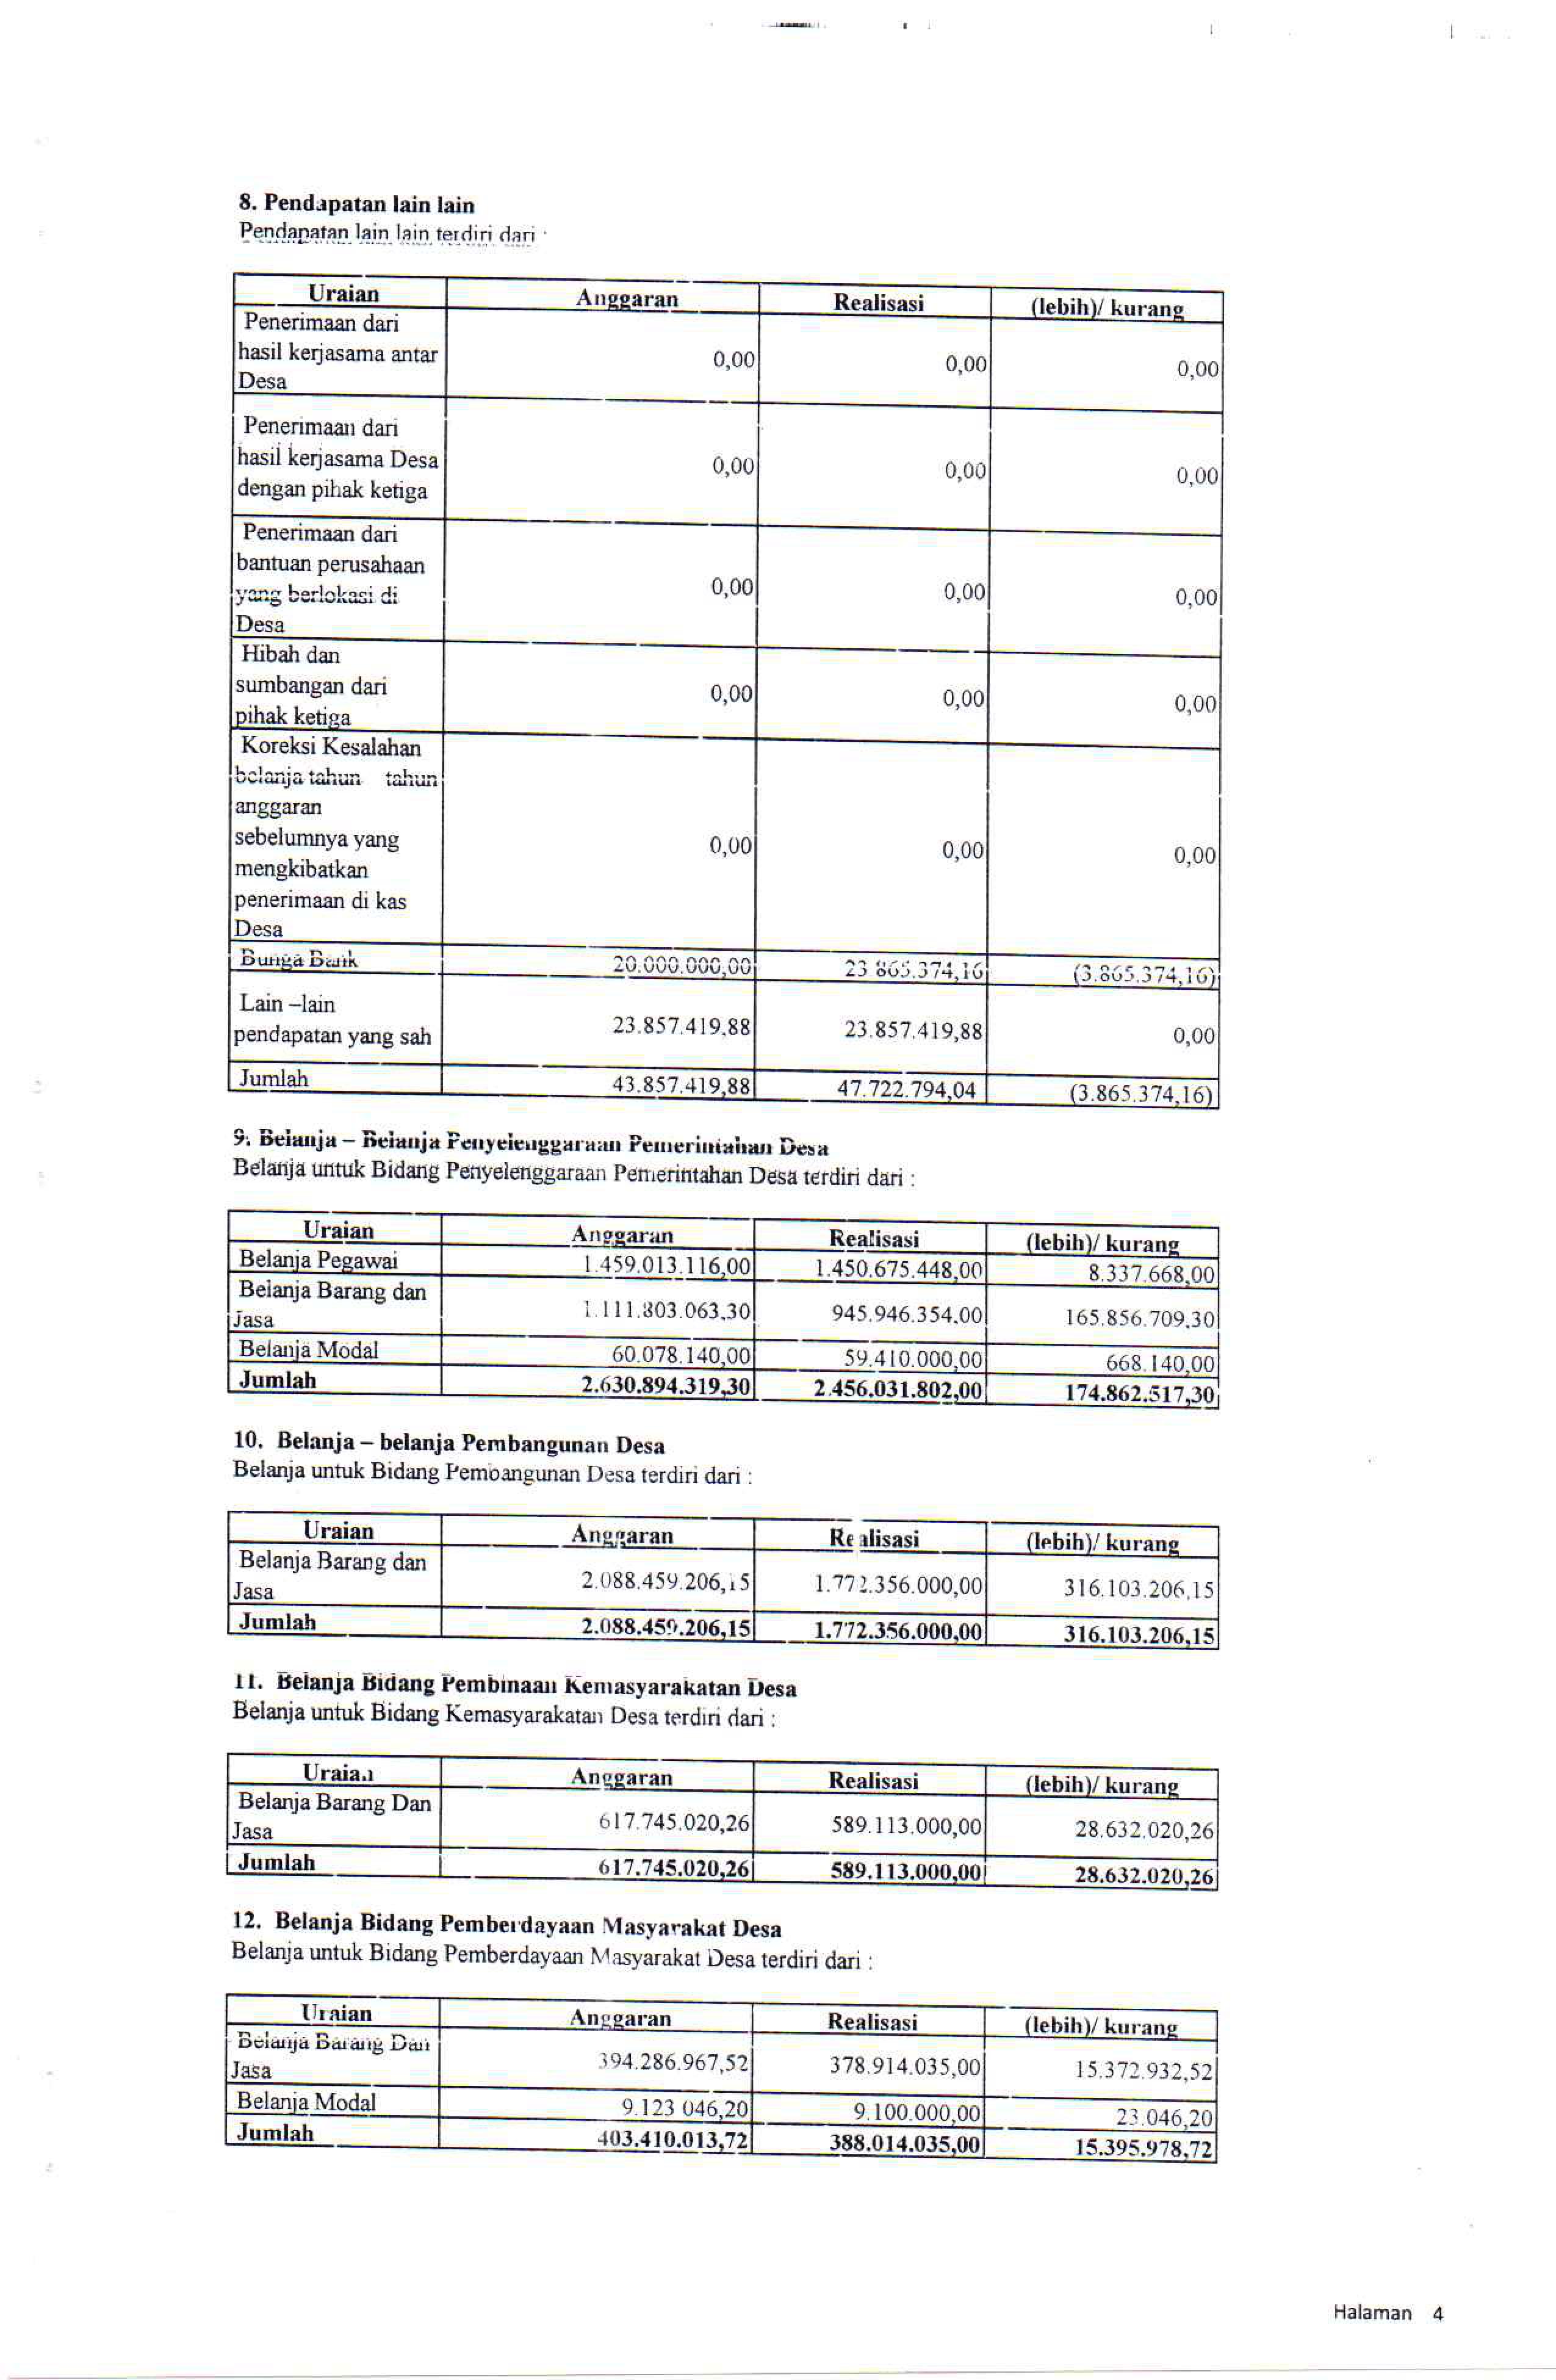 8. Pendapatan lain lain
Pendapatan lain lain terdiri dari :
Uraian Anggaran Realisasi (lebih)/ kurang
Penerimaan dari
hasil kerjasama antar
Desa
0,00 0,00 0,00
Penerimaan dari
hasil kerjasama Desa
dengan pihak ketiga
0,00 0,00 0,00
Penerimaan dari
bantuan perusahaan
yang berlokasi di
Desa
0,00 0,00 0,00
Hibah dan
sumbangan dari
pihak ketiga
0,00 0,00 0,00
Koreksi Kesalahan
belanja tahun tahun
anggaran
sebelumnya yang
mengkibatkan
penerimaan di kas
Desa
0,00 0,00 0,00
Bunga Bank 20.000.000,00 23.865.374,16 (3.865.374,16)
Lain –lain
pendapatan yang sah
23.857.419,88 23.857.419,88 0,00
Jumlah 43.857.419,88 47.722.794,04 (3.865.374,16)
9. Belanja – Belanja Penyelenggaraan Pemerintahan Desa
Belanja untuk Bidang Penyelenggaraan Pemerintahan Desa terdiri dari :
Uraian Anggaran Realisasi (lebih)/ kurang
Belanja Pegawai 1.459.013.116,00 1.450.675.448,00 8.337.668,00
Belanja Barang dan
Jasa
1.111.803.063,30 945.946.354,00 165.856.709,30
Belanja Modal 60.078.140,00 59.410.000,00 668.140,00
Jumlah 2.630.894.319,30 2.456.031.802,00 174.862.517,30
10. Belanja – belanja Pembangunan Desa
Belanja untuk Bidang Pembangunan Desa terdiri dari :
Uraian Anggaran Realisasi (lebih)/ kurang
Belanja Barang dan
Jasa
2.088.459.206,15 1.772.356.000,00 316.103.206,15
Jumlah 2.088.459.206,15 1.772.356.000,00 316.103.206,15
11. Belanja Bidang Pembinaan Kemasyarakatan Desa
Belanja untuk Bidang Kemasyarakatan Desa terdiri dari :
Uraian Anggaran Realisasi (lebih)/ kurang
Belanja Barang Dan
Jasa
617.745.020,26 589.113.000,00 28.632.020,26
Jumlah 617.745.020,26 589.113.000,00 28.632.020,26
12. Belanja Bidang Pemberdayaan Masyarakat Desa
Belanja untuk Bidang Pemberdayaan Masyarakat Desa terdiri dari :
Uraian Anggaran Realisasi (lebih)/ kurang
Belanja Barang Dan
Jasa
394.286.967,52 378.914.035,00 15.372.932,52
Belanja Modal 9.123.046,20 9.100.000,00 23.046,20
Jumlah 403.410.013,72 388.014.035,00 15.395.978,72
Halaman 4